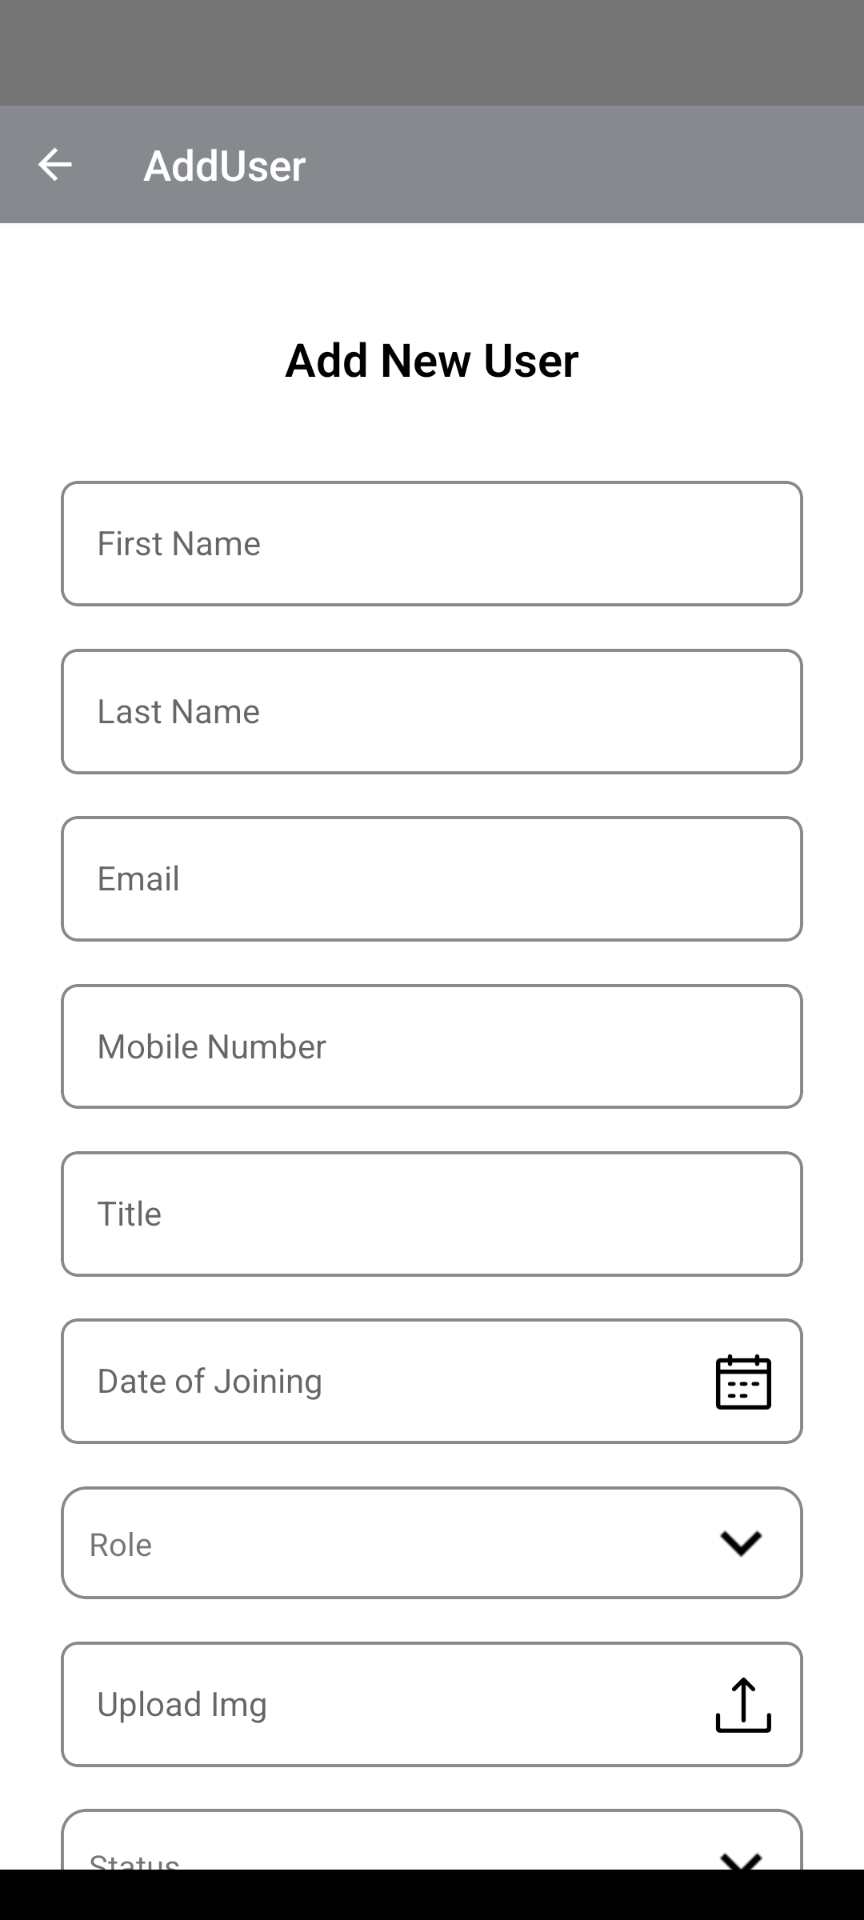 AddUser
Add New User
First Name
Last Name
Email
Mobile Number
Title
Date of Joining
Role
Upload Img
Status